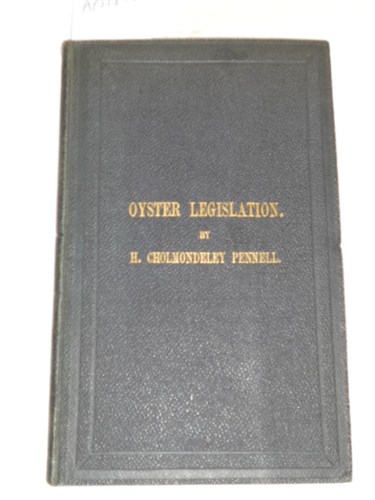 OYSTER LEGISLATION.
BY
H. CHOLMONDELEY PENNELL.